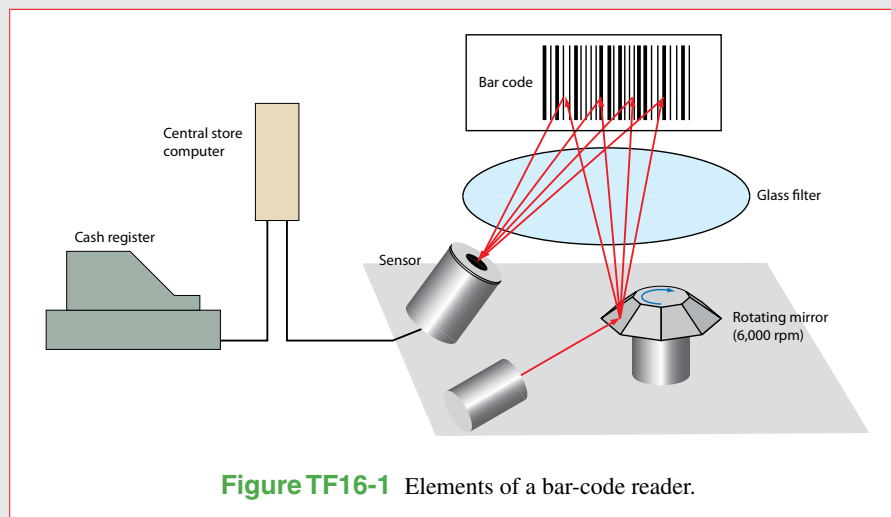 Bar code
Central store
computer
Glass filter
Cash register
Sensor
Rotating mirror
(6,000 rpm)
Figure TF16-1 Elements of a bar-code reader.